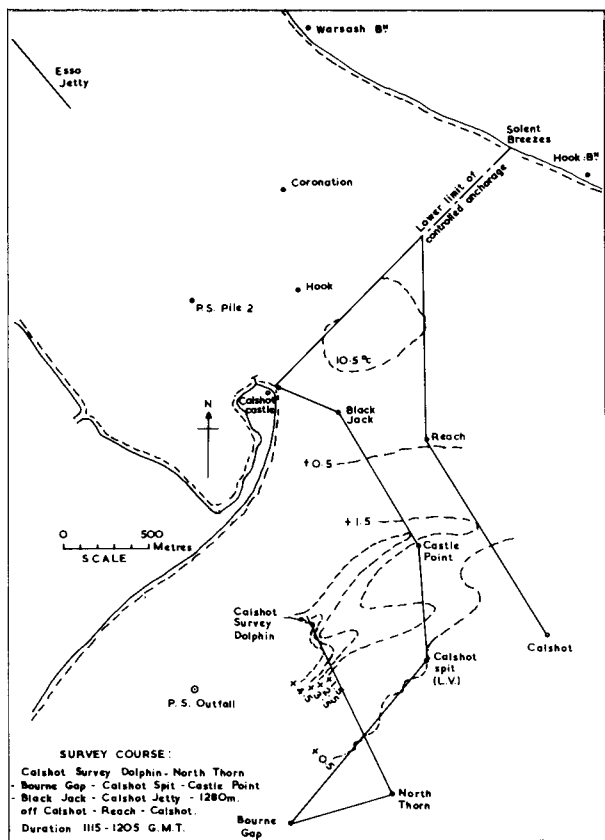 Warsash Bⁿ
Esso
Jetty
Solent
Breezes
Hook Bⁿ
Lower limit of
controlled anchorage
Coronation
Hook
P.S. Pile 2
10.5 °c
Calshot
castle
N
Black
Jack
Reach
+0.5
0 500
Metres
SCALE
+1.5
Castle
Point
Calshot
Survey
Dolphin
Calshot
Calshot
spit
(L.V.)
P.S. Outfall
North
Thorn
Bourne
Gap
SURVEY COURSE:
Calshot Survey Dolphin - North Thorn
- Bourne Gap - Calshot Spit - Castle Point
- Black Jack - Calshot Jetty - 1280m.
off Calshot - Reach - Calshot.
Duration 1115 - 1205 G.M.T.